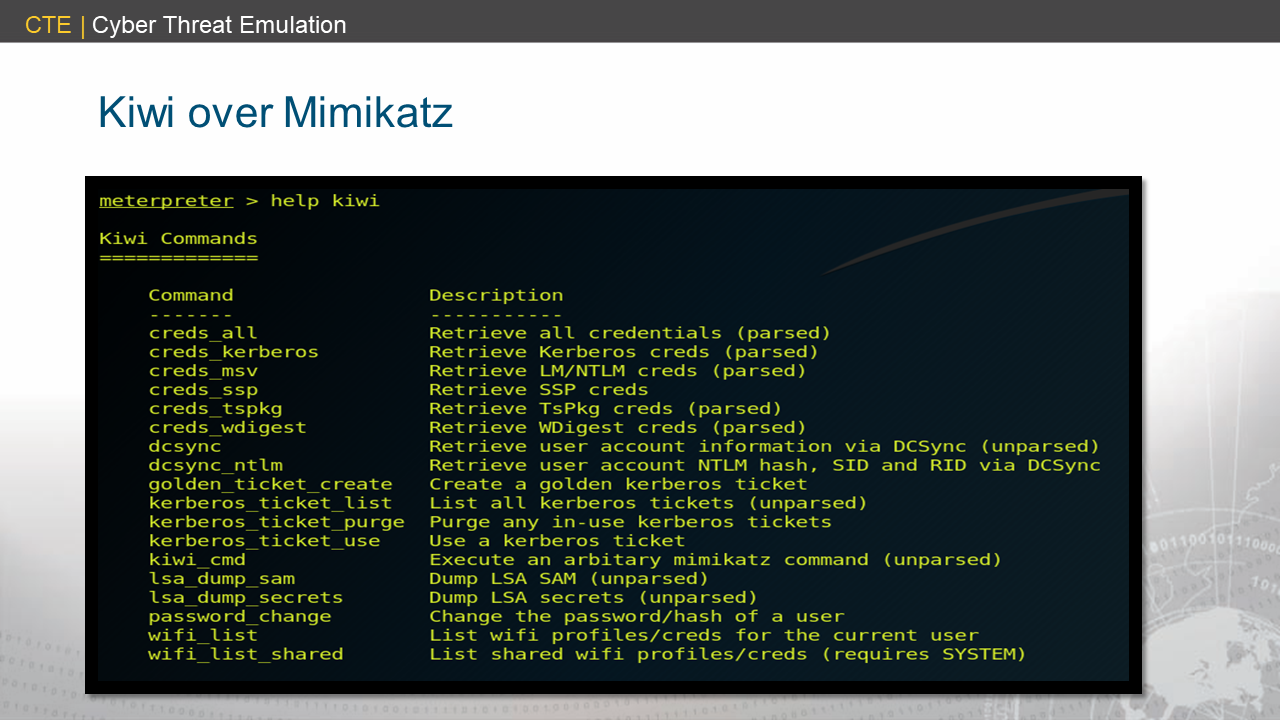 CTE | Cyber Threat Emulation
Kiwi over Mimikatz
meterpreter > help kiwi
Kiwi Commands
=============
Command Description
------- -----------
creds_all Retrieve all credentials (parsed)
creds_kerberos Retrieve Kerberos creds (parsed)
creds_msv Retrieve LM/NTLM creds (parsed)
creds_ssp Retrieve SSP creds
creds_tspkg Retrieve TsPkg creds (parsed)
creds_wdigest Retrieve WDigest creds (parsed)
dcsync Retrieve user account information via DCSync (unparsed)
dcsync_ntlm Retrieve user account NTLM hash, SID and RID via DCSync
golden_ticket_create Create a golden kerberos ticket
kerberos_ticket_list List all kerberos tickets (unparsed)
kerberos_ticket_purge Purge any in-use kerberos tickets
kerberos_ticket_use Use a kerberos ticket
kiwi_cmd Execute an arbitary mimikatz command (unparsed)
lsa_dump_sam Dump LSA SAM (unparsed)
lsa_dump_secrets Dump LSA secrets (unparsed)
password_change Change the password/hash of a user
wifi_list List wifi profiles/creds for the current user
wifi_list_shared List shared wifi profiles/creds (requires SYSTEM)